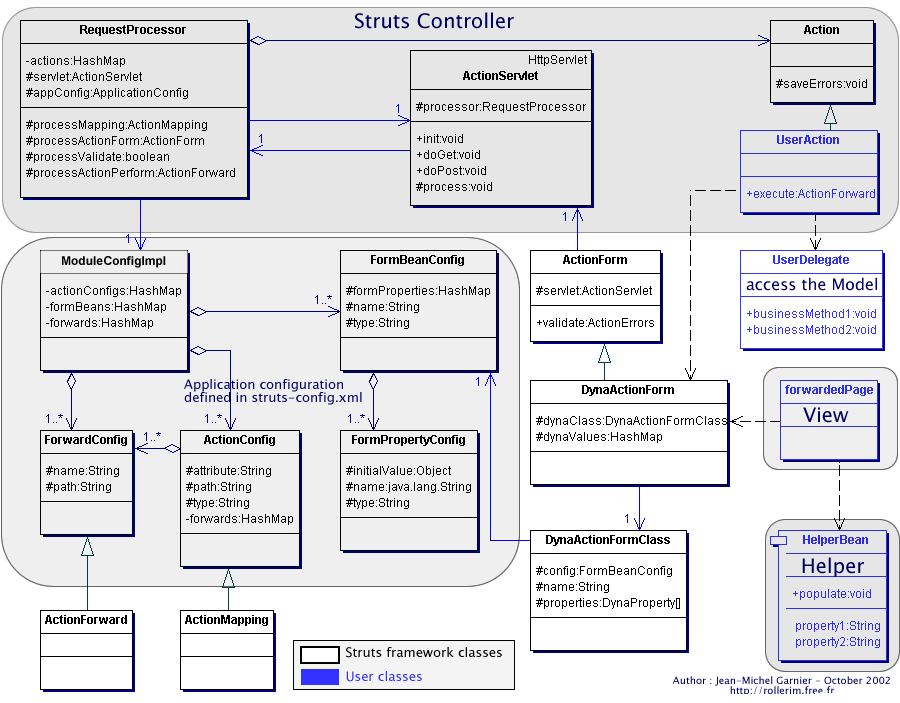 Struts Controller
RequestProcessor
-actions:HashMap
#servlet:ActionServlet
#appConfig:ApplicationConfig
#processMapping:ActionMapping
#processActionForm:ActionForm
#processValidate:boolean
#processActionPerform:ActionForward
HttpServlet
ActionServlet
#processor:RequestProcessor
+init:void
+doGet:void
+doPost:void
#process:void
1
1
1
1
Action
#saveErrors:void
UserAction
+execute:ActionForward
UserDelegate
access the Model
+businessMethod1:void
+businessMethod2:void
ModuleConfigImpl
-actionConfigs:HashMap
-formBeans:HashMap
-forwards:HashMap
1..*
FormBeanConfig
#formProperties:HashMap
#name:String
#type:String
ActionForm
#servlet:ActionServlet
+validate:ActionErrors
Application configuration
defined in struts-config.xml
1
1..*
1..*
1..*
1..*
ForwardConfig
#name:String
#path:String
ActionConfig
#attribute:String
#path:String
#type:String
-forwards:HashMap
FormPropertyConfig
#initialValue:Object
#name:java.lang.String
#type:String
DynaActionForm
#dynaClass:DynaActionFormClass
#dynaValues:HashMap
forwardedPage
View
1
DynaActionFormClass
#config:FormBeanConfig
#name:String
#properties:DynaProperty[]
HelperBean
Helper
+populate:void
property1:String
property2:String
ActionForward
ActionMapping
Struts framework classes
User classes
Author : Jean-Michel Garnier - October 2002
http://rollerjm.free.fr